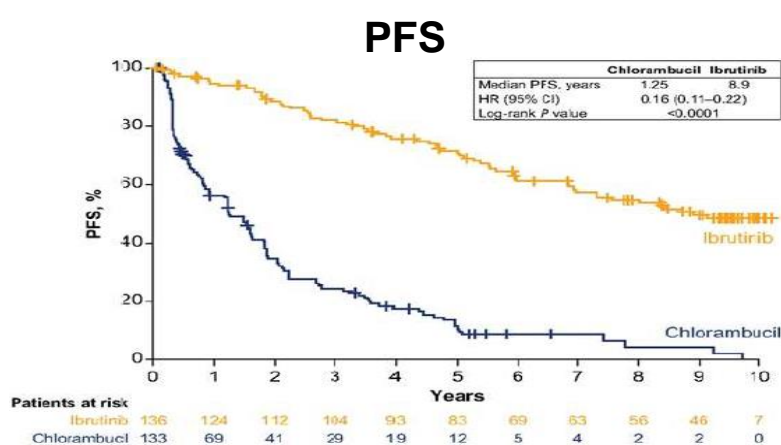 PFS
Chlorambucil Ibrutinib
Median PFS, years 1.25 8.9
HR (95% CI) 0.16 (0.11–0.22)
Log-rank P value <0.0001
100
80
60
40
20
0
PFS, %
Ibrutinib
Chlorambucil
0 1 2 3 4 5 6 7 8 9 10
Years
Patients at risk
Ibrutinib 136 124 112 104 93 83 69 63 56 46 7
Chlorambucil 133 69 41 29 19 12 5 4 2 2 0